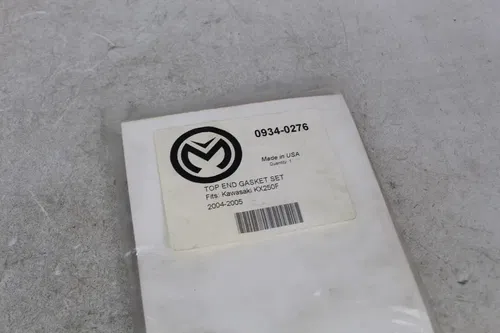 0934-0276
Made in USA
Quantity: 1
TOP END GASKET SET
Fits: Kawasaki KX250F
2004-2005